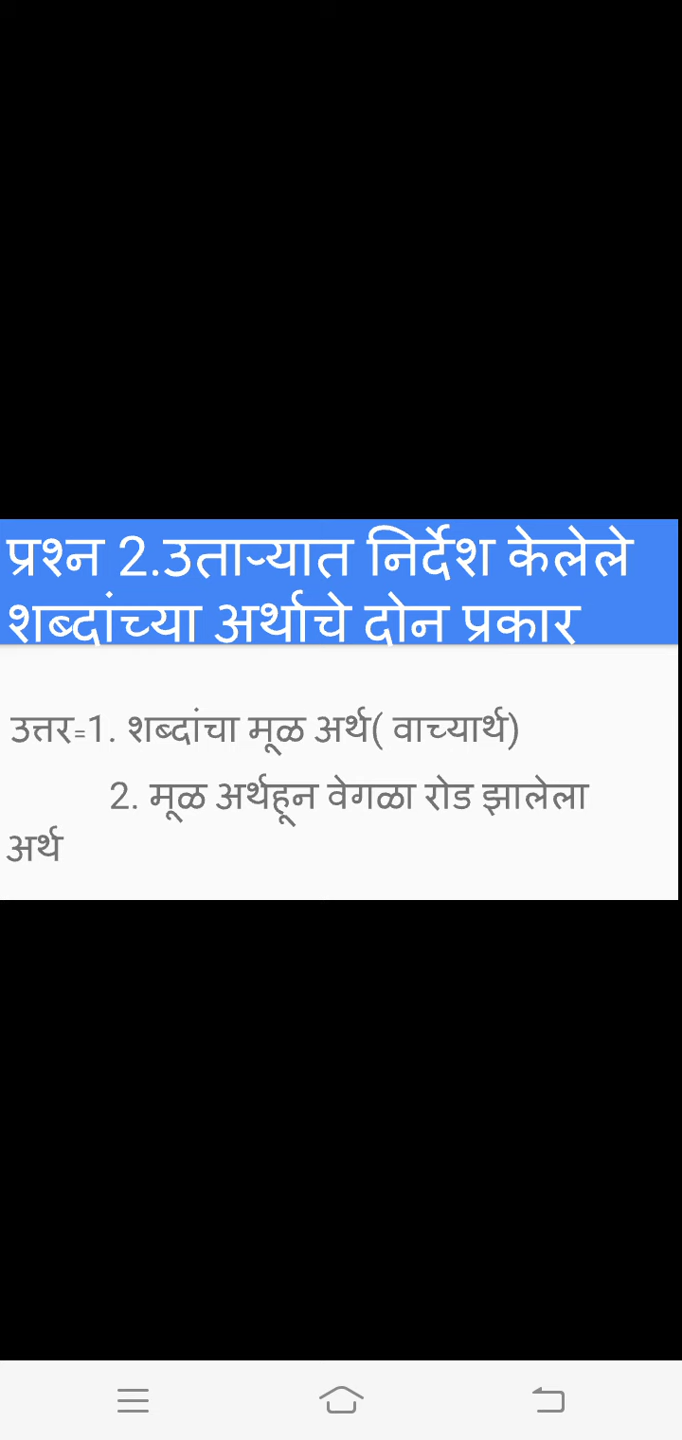 प्रश्न 2.उताऱ्यात निर्देश केलेले
शब्दांच्या अर्थाचे दोन प्रकार
उत्तर=1. शब्दांचा मूळ अर्थ( वाच्यार्थ)
2. मूळ अर्थहून वेगळा रोड झालेला
अर्थ